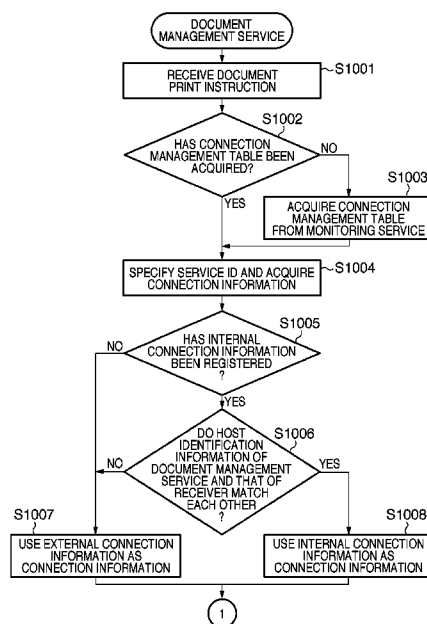 DOCUMENT
MANAGEMENT SERVICE
RECEIVE DOCUMENT
PRINT INSTRUCTION
S1001
S1002
HAS CONNECTION
MANAGEMENT TABLE BEEN
ACQUIRED?
NO
YES
S1003
ACQUIRE CONNECTION
MANAGEMENT TABLE
FROM MONITORING SERVICE
S1004
SPECIFY SERVICE ID AND ACQUIRE
CONNECTION INFORMATION
S1005
HAS INTERNAL
CONNECTION INFORMATION
BEEN REGISTERED
?
NO
YES
S1006
DO HOST
IDENTIFICATION
INFORMATION OF
DOCUMENT MANAGEMENT
SERVICE AND THAT OF
RECEIVER MATCH
EACH OTHER
?
NO
YES
S1007
USE EXTERNAL CONNECTION
INFORMATION AS
CONNECTION INFORMATION
S1008
USE INTERNAL CONNECTION
INFORMATION AS
CONNECTION INFORMATION
1